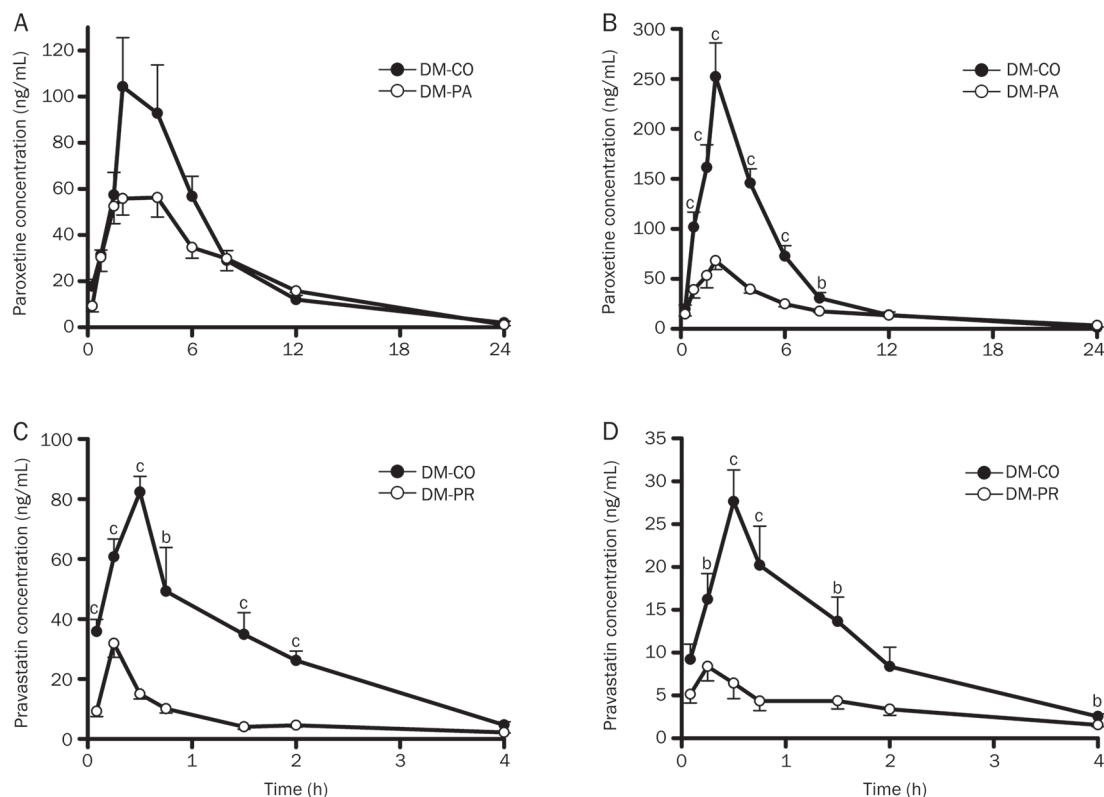 A
Paroxetine concentration (ng/mL)
120
100
80
60
40
20
0
0 6 12 18 24
DM-CO
DM-PA
B
Paroxetine concentration (ng/mL)
300
250
200
150
100
50
0
0 6 12 18 24
c
c
c
c
c
b
DM-CO
DM-PA
C
Pravastatin concentration (ng/mL)
100
80
60
40
20
0
0 1 2 3 4
Time (h)
c
c
c
b
c
c
DM-CO
DM-PR
D
Pravastatin concentration (ng/mL)
35
30
25
20
15
10
5
0
0 1 2 3 4
Time (h)
b
c
c
b
b
DM-CO
DM-PR